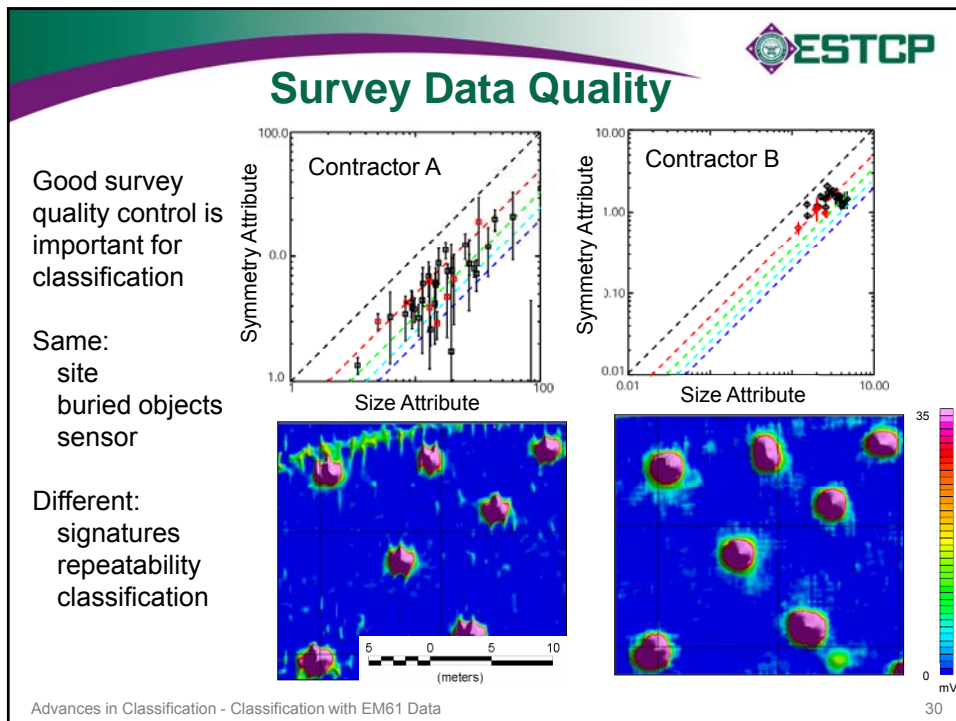 ESTCP
Survey Data Quality
Good survey
quality control is
important for
classification
Same:
site
buried objects
sensor
Different:
signatures
repeatability
classification
Contractor A
Symmetry Attribute
100.0
0.0
1.0
1
100
Size Attribute
Contractor B
Symmetry Attribute
10.00
1.00
0.10
0.01
0.01
10.00
Size Attribute
5 0 5 10
(meters)
35
0
mV
Advances in Classification - Classification with EM61 Data
30